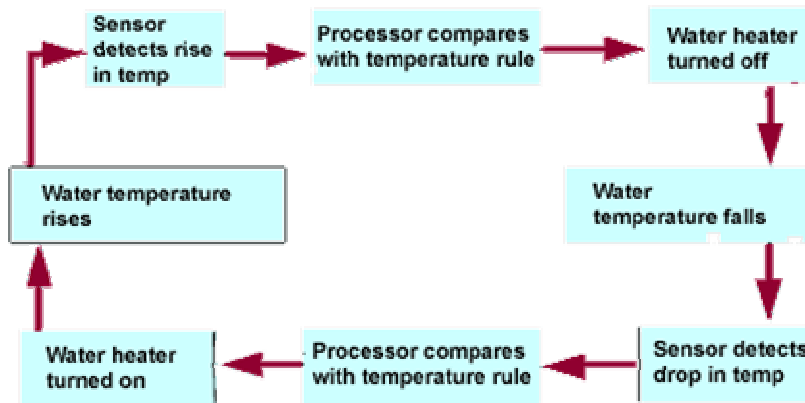 Sensor
detects rise
in temp
Processor compares
with temperature rule
Water heater
turned off
Water temperature
rises
Water
temperature falls
Water heater
turned on
Processor compares
with temperature rule
Sensor detects
drop in temp